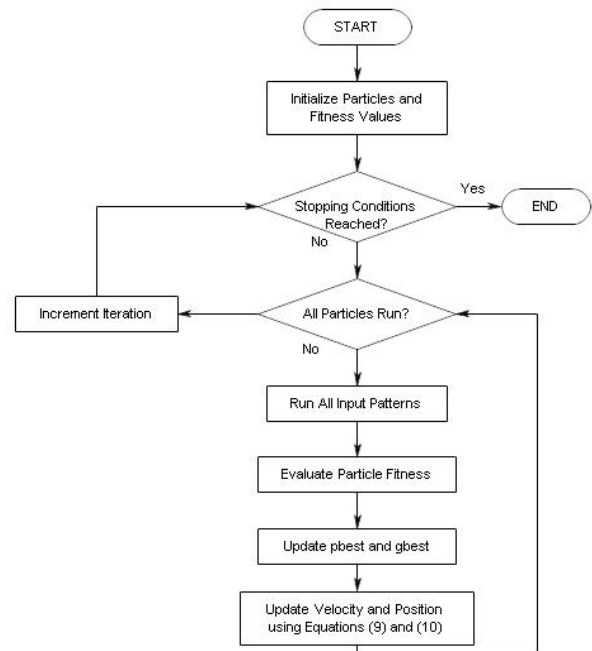 START
Initialize Particles and
Fitness Values
Stopping Conditions
Reached?
Yes
END
No
Increment Iteration
All Particles Run?
No
Run All Input Patterns
Evaluate Particle Fitness
Update pbest and gbest
Update Velocity and Position
using Equations (9) and (10)